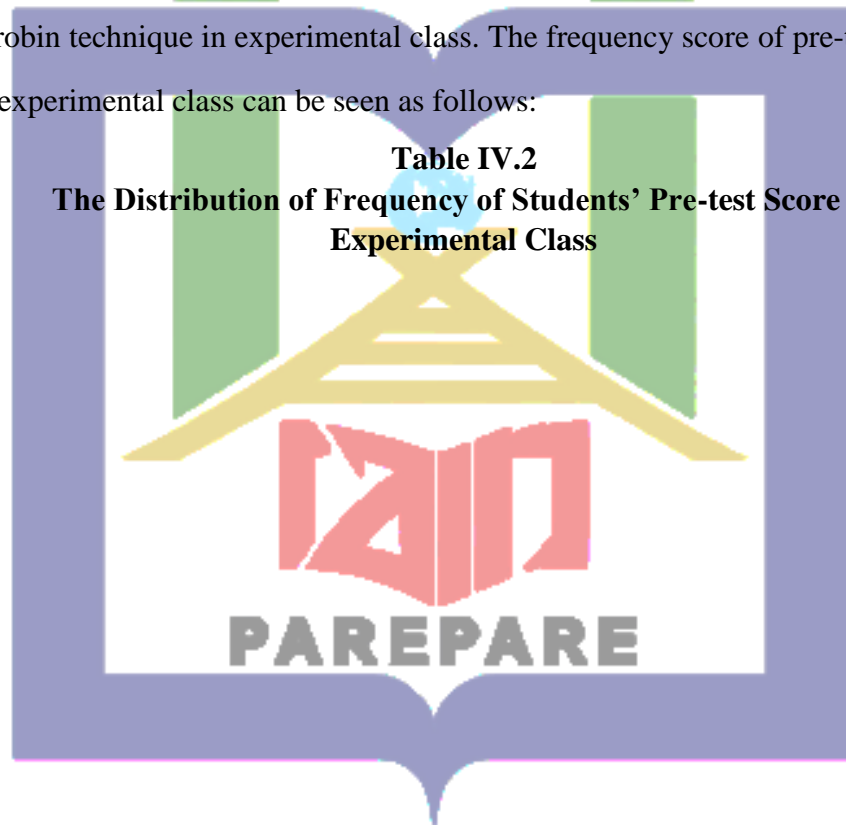 robin technique in experimental class. The frequency score of pre-
experimental class can be seen as follows:
Table IV.2
The Distribution of Frequency of Students’ Pre-test Score
Experimental Class
iain
PAREPARE